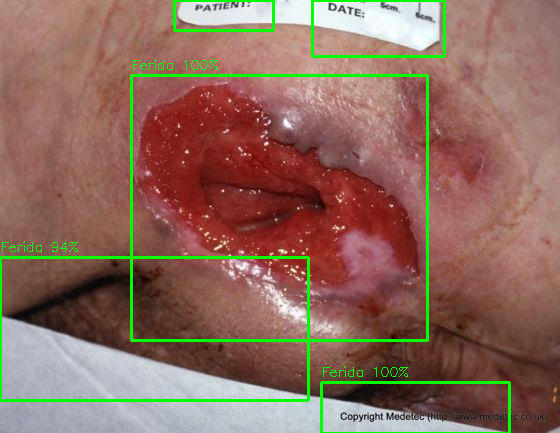 PATIENT:
DATE:
5cm.
6cm.
Ferida 100%
Ferida 94%
Ferida 100%
Copyright Medetec (http://www.medetec.co.uk)